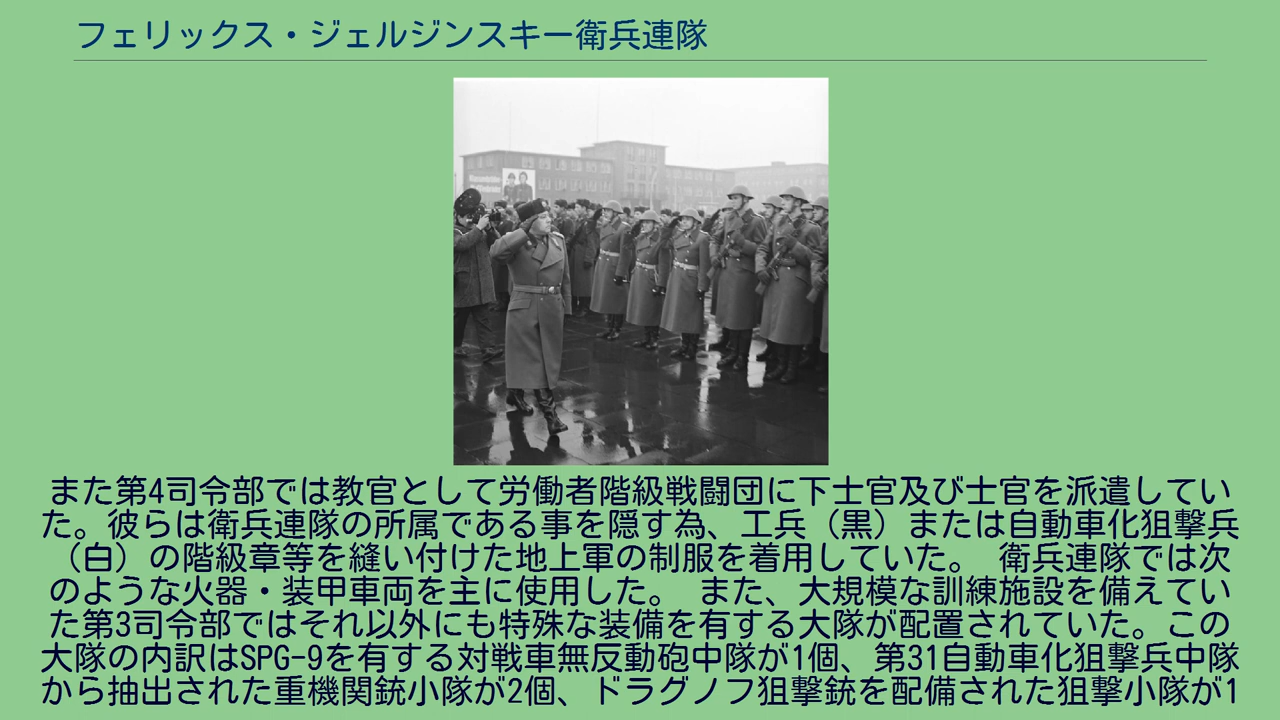 フェリックス・ジェルジンスキー衛兵連隊
また第4司令部では教官として労働者階級戦闘団に下士官及び士官を派遣してい
た。彼らは衛兵連隊の所属である事を隠す為、工兵（黒）または自動車化狙撃兵
（白）の階級章等を縫い付けた地上軍の制服を着用していた。　衛兵連隊では次
のような火器・装甲車両を主に使用した。　また、大規模な訓練施設を備えてい
た第3司令部ではそれ以外にも特殊な装備を有する大隊が配置されていた。この
大隊の内訳はSPG-9を有する対戦車無反動砲中隊が1個、第31自動車化狙撃兵中隊
から抽出された重機関銃小隊が2個、ドラグノフ狙撃銃を配備された狙撃小隊が1